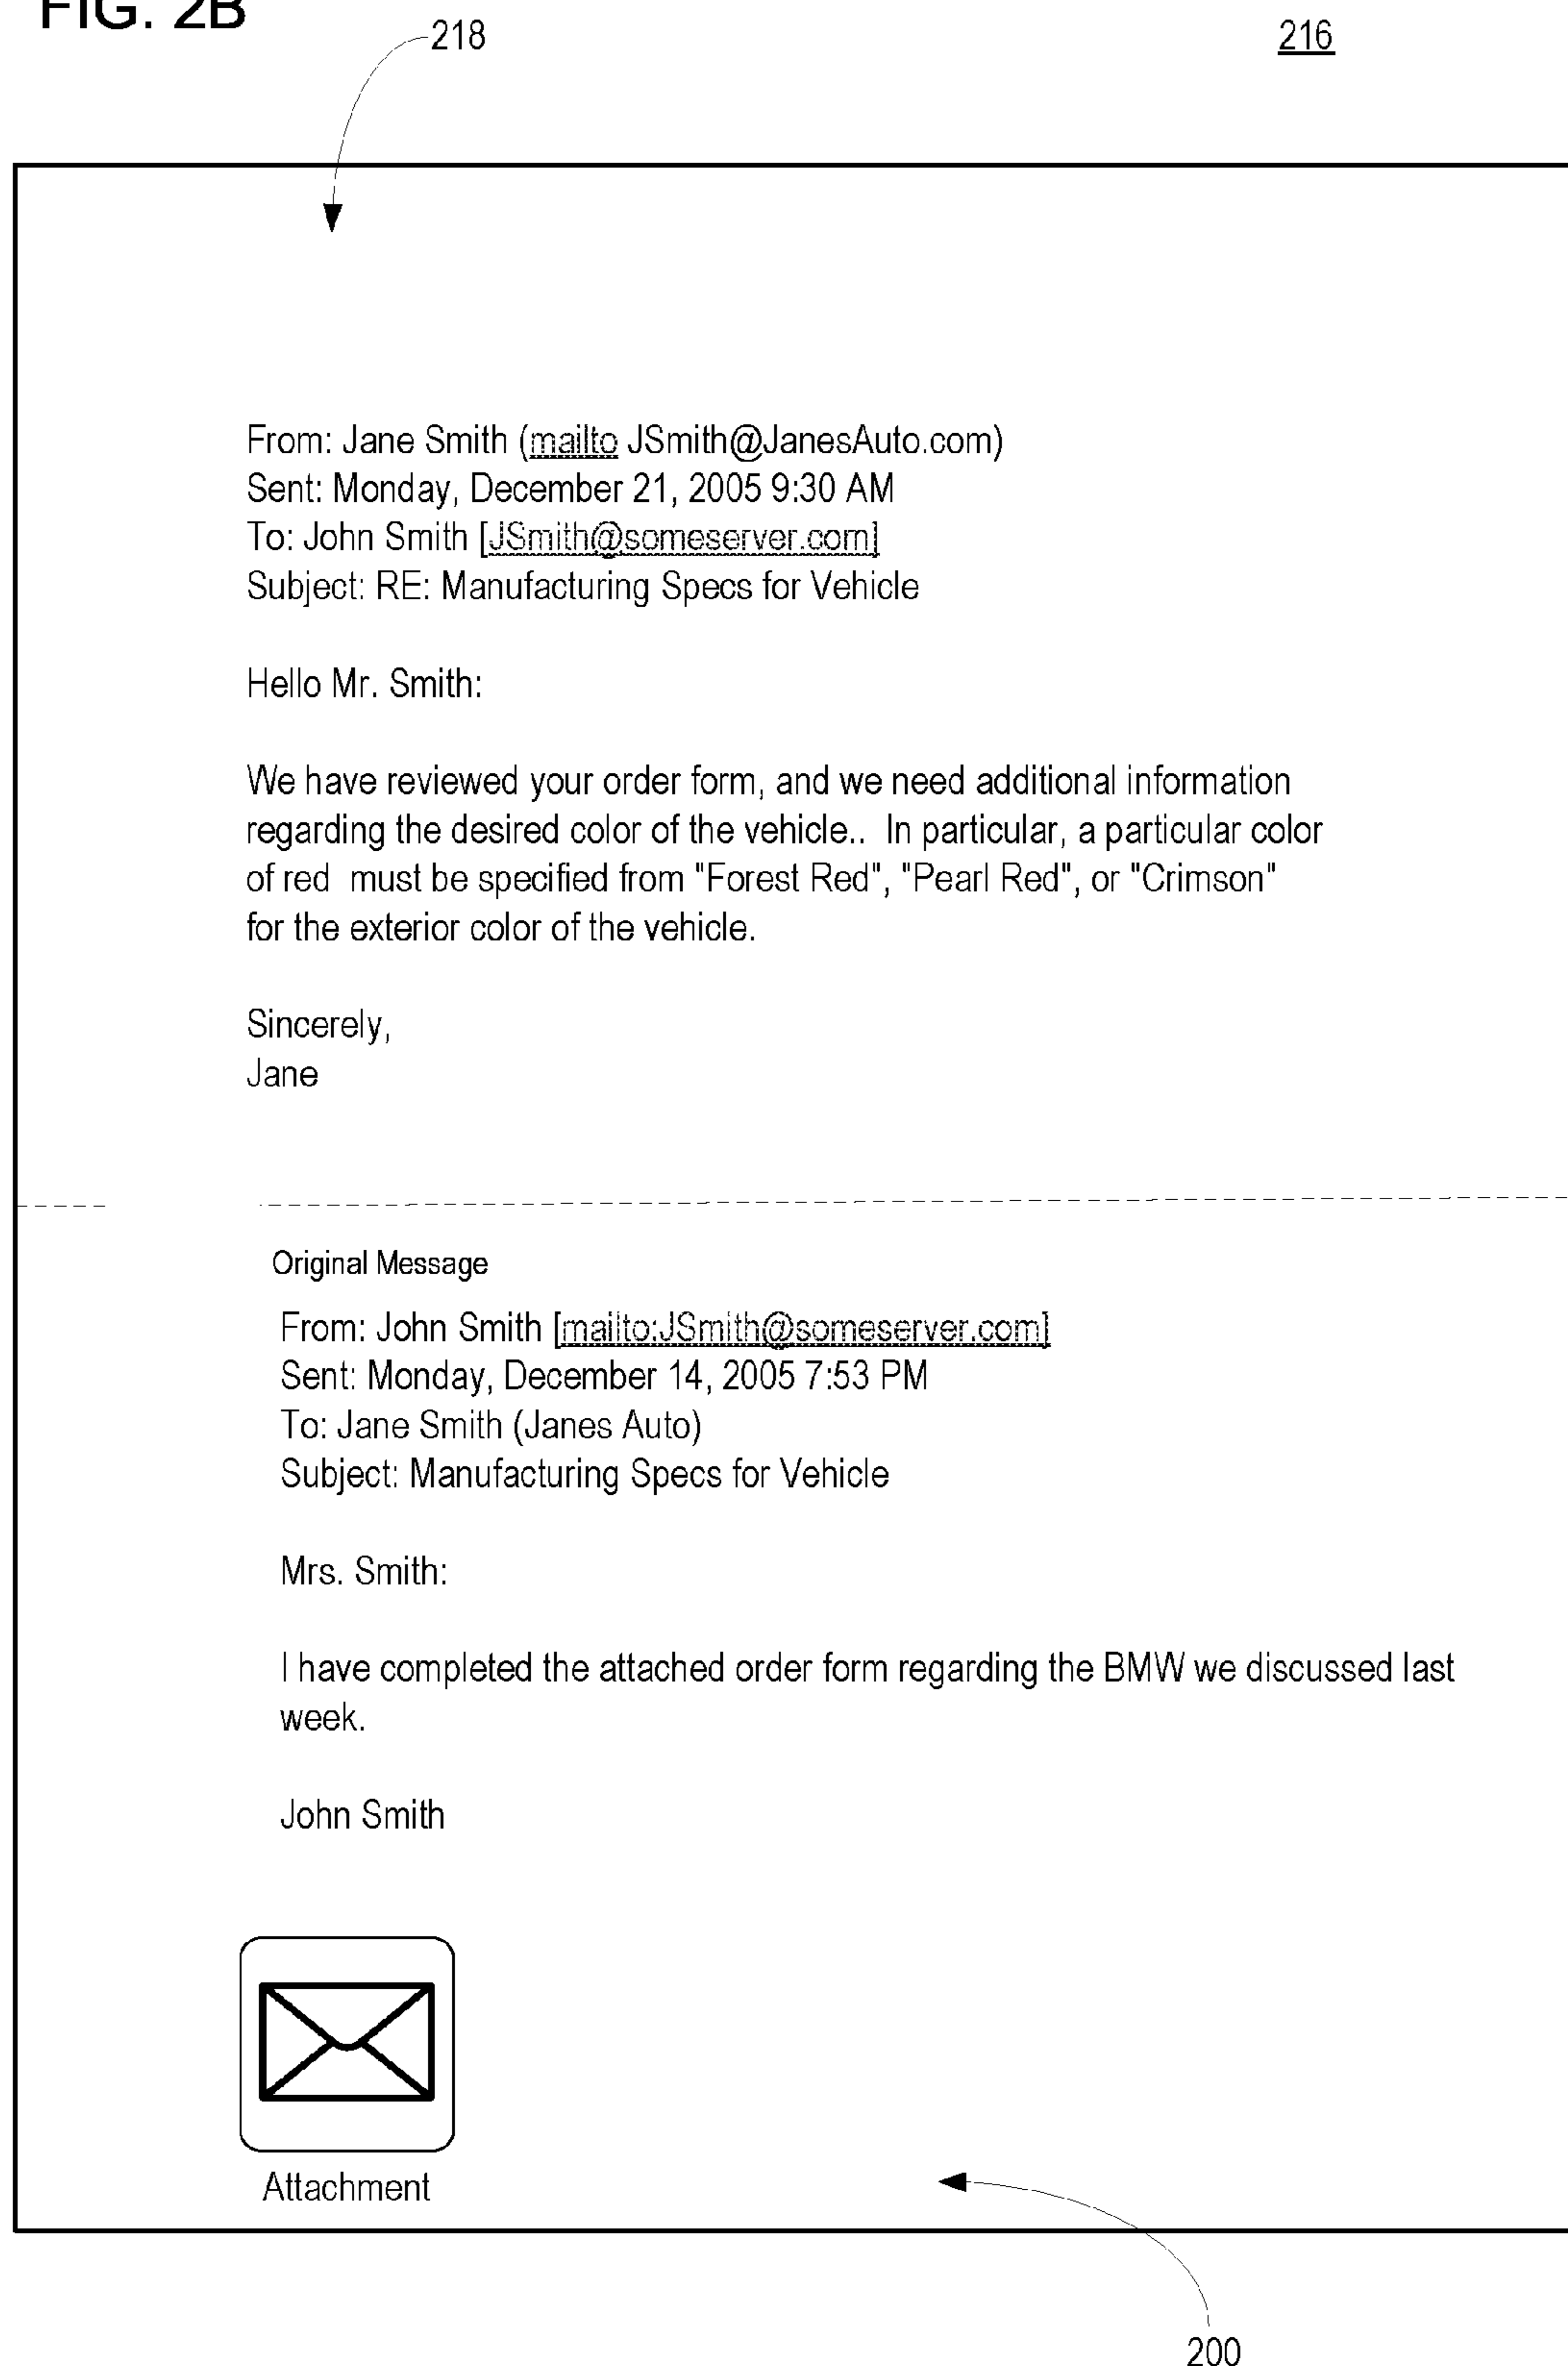 FIG. 2B
218
216
From: Jane Smith (mailto JSmith@JanesAuto.com)
Sent: Monday, December 21, 2005 9:30 AM
To: John Smith [JSmith@someserver.com]
Subject: RE: Manufacturing Specs for Vehicle
Hello Mr. Smith:
We have reviewed your order form, and we need additional information
regarding the desired color of the vehicle..  In particular, a particular color
of red  must be specified from "Forest Red", "Pearl Red", or "Crimson"
for the exterior color of the vehicle.
Sincerely,
Jane
Original Message
From: John Smith [mailto:JSmith@someserver.com]
Sent: Monday, December 14, 2005 7:53 PM
To: Jane Smith (Janes Auto)
Subject: Manufacturing Specs for Vehicle
Mrs. Smith:
I have completed the attached order form regarding the BMW we discussed last
week.
John Smith
Attachment
200